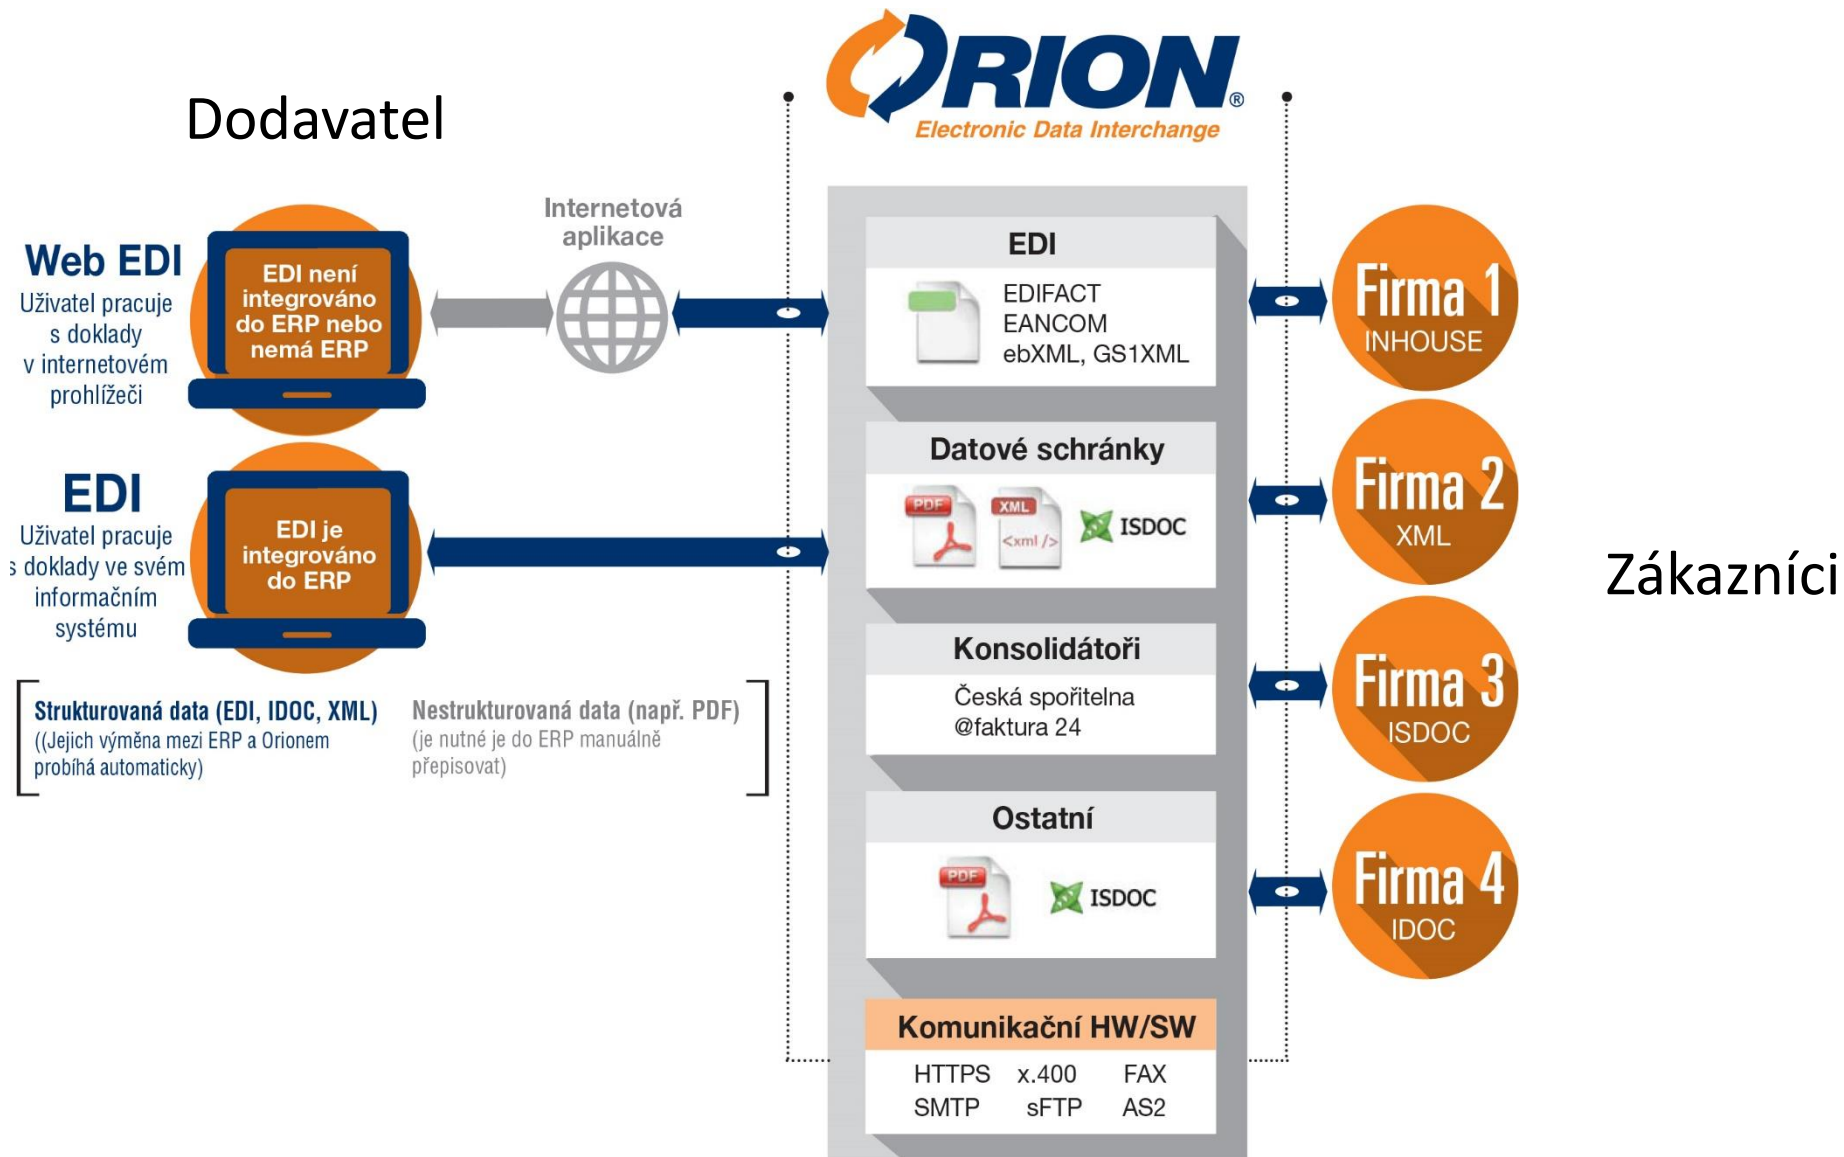 ORION®
Electronic Data Interchange
Dodavatel
Internetová
aplikace
Web EDI
Uživatel pracuje
s doklady
v internetovém
prohlížeči
EDI není
integrováno
do ERP nebo
nemá ERP
EDI
Uživatel pracuje
s doklady ve svém
informačním
systému
EDI je
integrováno
do ERP
Strukturovaná data (EDI, IDOC, XML)
((Jejich výměna mezi ERP a Orionem
probíhá automaticky)
Nestrukturovaná data (např. PDF)
(je nutné je do ERP manuálně
přepisovat)
EDI
EDIFACT
EANCOM
ebXML, GS1XML
Datové schránky
PDF
XML
<xml />
ISDOC
Konsolidátoři
Česká spořitelna
@faktura 24
Ostatní
PDF
ISDOC
Komunikační HW/SW
HTTPS x.400 FAX
SMTP sFTP AS2
Firma 1
INHOUSE
Firma 2
XML
Firma 3
ISDOC
Firma 4
IDOC
Zákazníci